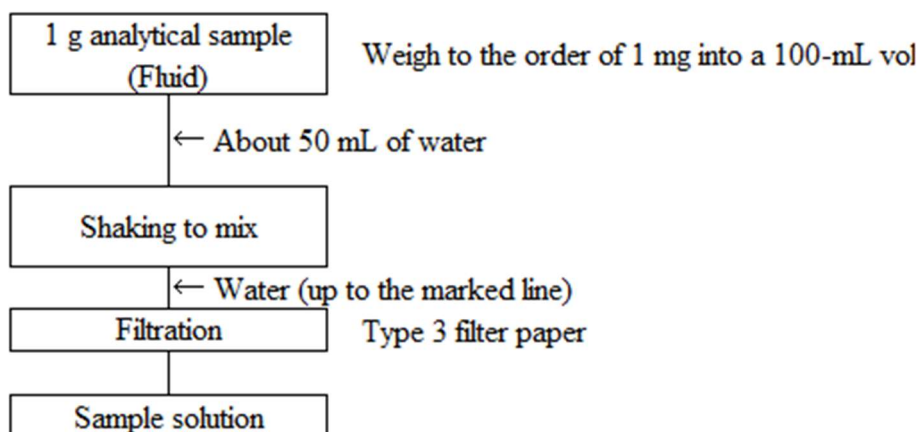 1 g analytical sample
(Fluid)
Weigh to the order of 1 mg into a 100-mL vol
← About 50 mL of water
Shaking to mix
← Water (up to the marked line)
Filtration
Type 3 filter paper
Sample solution